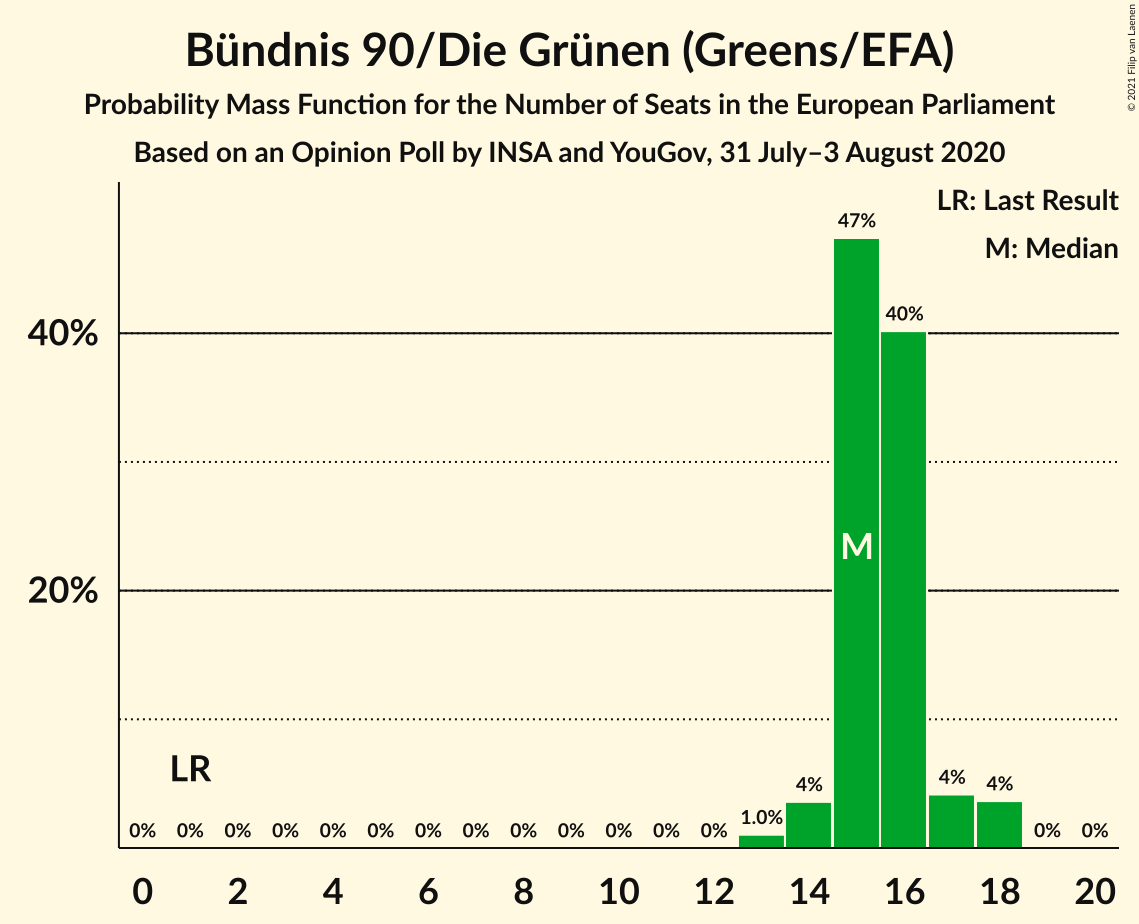 Bündnis 90/Die Grünen (Greens/EFA)
Probability Mass Function for the Number of Seats in the European Parliament
Based on an Opinion Poll by INSA and YouGov, 31 July–3 August 2020
© 2021 Filip van Laenen
LR: Last Result
M: Median
47%
40%
40%
M
20%
LR
0% 0% 0% 0% 0% 0% 0% 0% 0% 0% 0% 0% 0% 1.0% 4% 4% 4% 0% 0%
0 2 4 6 8 10 12 14 16 18 20